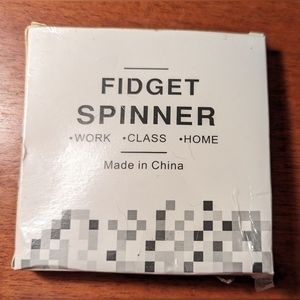 FIDGET
SPINNER
•WORK •CLASS •HOME
Made in China